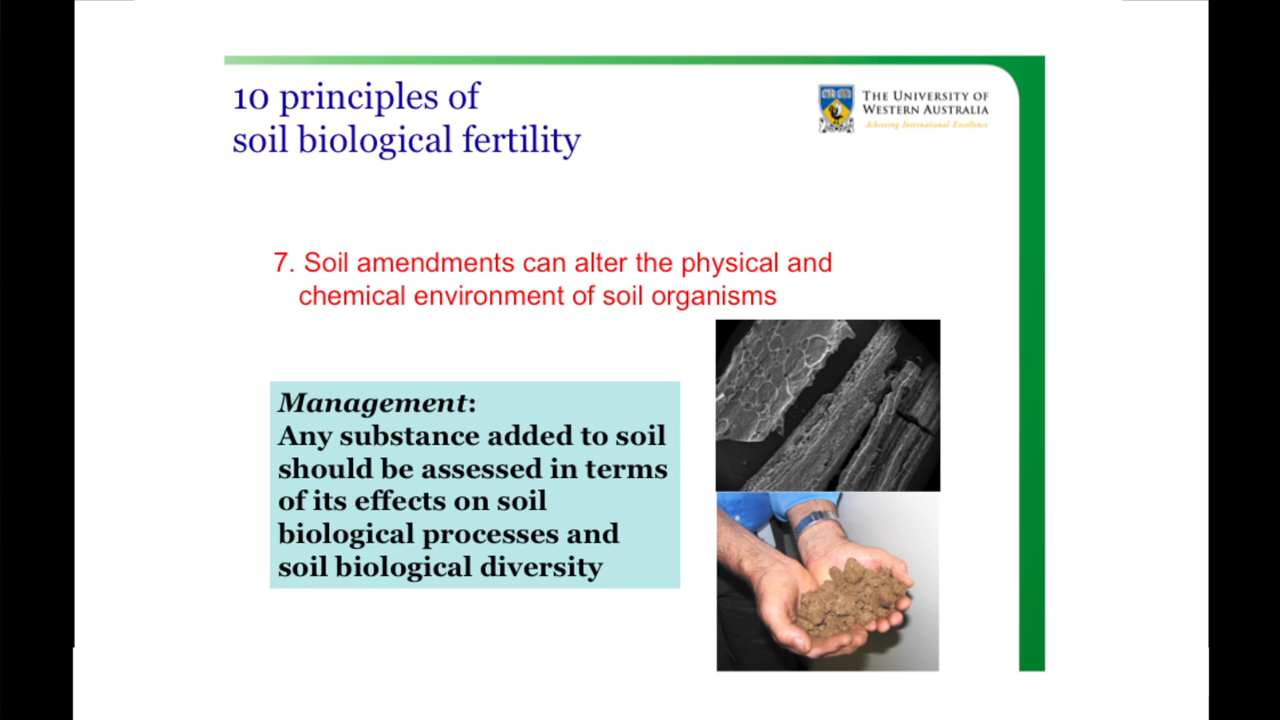 10 principles of
soil biological fertility
THE UNIVERSITY OF
WESTERN AUSTRALIA
Achieving International Excellence
7. Soil amendments can alter the physical and
chemical environment of soil organisms
Management:
Any substance added to soil
should be assessed in terms
of its effects on soil
biological processes and
soil biological diversity